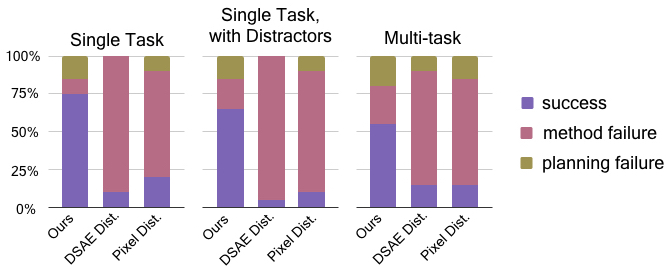 Single Task
Single Task,
with Distractors
Multi-task
100%
75%
50%
25%
0%
Ours
DSAE Dist.
Pixel Dist.
Ours
DSAE Dist.
Pixel Dist.
Ours
DSAE Dist.
Pixel Dist.
success
method failure
planning failure